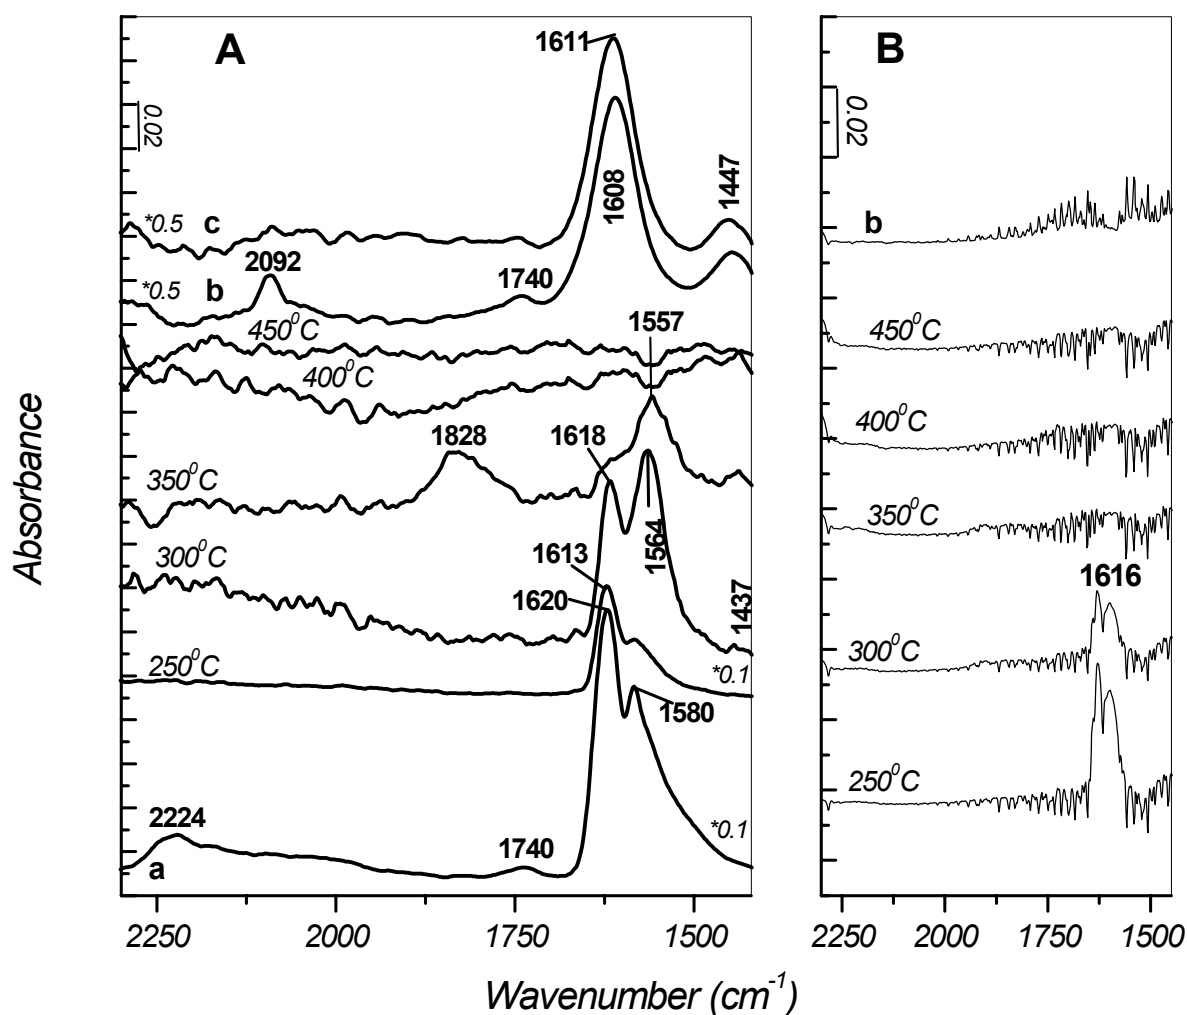 A
B
1611
0.02
0.02
1608
1447
*0.5
c
b
2092
1740
*0.5
b
450⁰C
1557
450⁰C
400⁰C
400⁰C
1828
1618
350⁰C
350⁰C
1564
300⁰C
1613
1616
1620
1437
300⁰C
250⁰C
*0.1
1580
250⁰C
2224
1740
*0.1
a
2250
2000
1750
1500
2250
2000
1750
1500
Absorbance
Wavenumber (cm⁻¹)